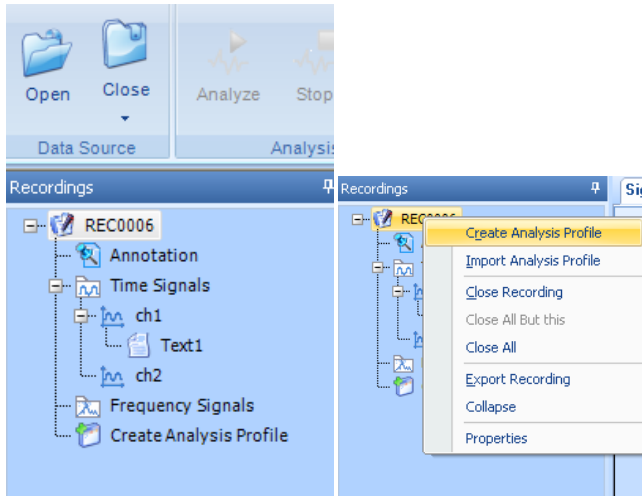 Open
Close
Analyze
Stop
Data Source
Analysis
Recordings
REC0006
Annotation
Time Signals
ch1
Text1
ch2
Frequency Signals
Create Analysis Profile
Recordings
Sig
REC0006
Create Analysis Profile
Import Analysis Profile
Close Recording
Close All But this
Close All
Export Recording
Collapse
Properties